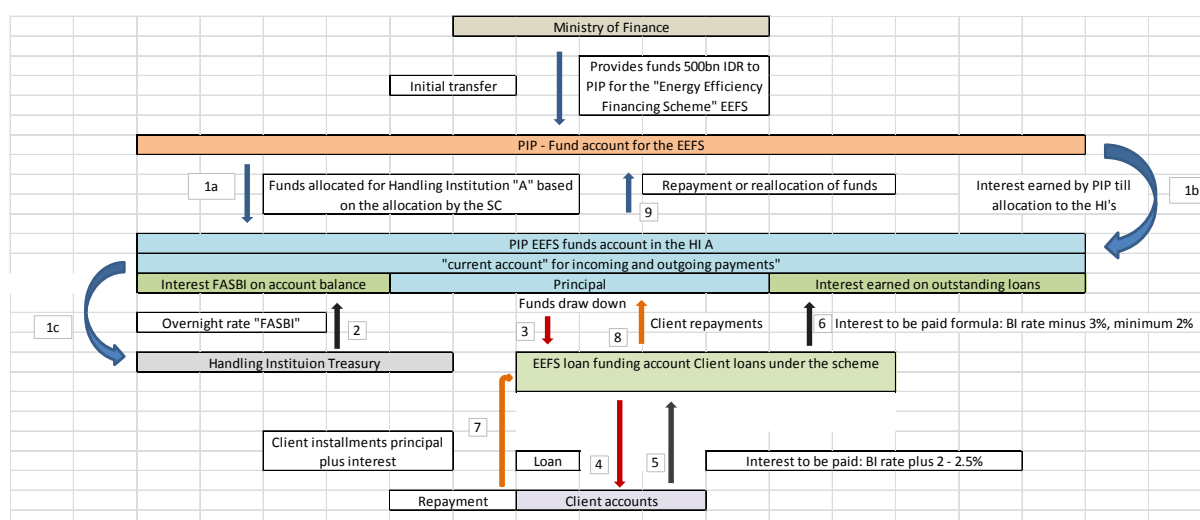 Ministry of Finance
Initial transfer
Provides funds 500bn IDR to
PIP for the "Energy Efficiency
Financing Scheme" EEFS
PIP - Fund account for the EEFS
1a
Funds allocated for Handling Institution "A" based
on the allocation by the SC
9
Repayment or reallocation of funds
Interest earned by PIP till
allocation to the HI's
1b
PIP EEFS funds account in the HI A
"current account" for incoming and outgoing payments"
Interest FASBI on account balance
Principal
Interest earned on outstanding loans
1c
Overnight rate "FASBI"
2
Funds draw down
3
8
Client repayments
6
Interest to be paid formula: BI rate minus 3%, minimum 2%
Handling Instituion Treasury
EEFS loan funding account Client loans under the scheme
7
Client installments principal
plus interest
Loan
4
5
Interest to be paid: BI rate plus 2 - 2.5%
Repayment
Client accounts